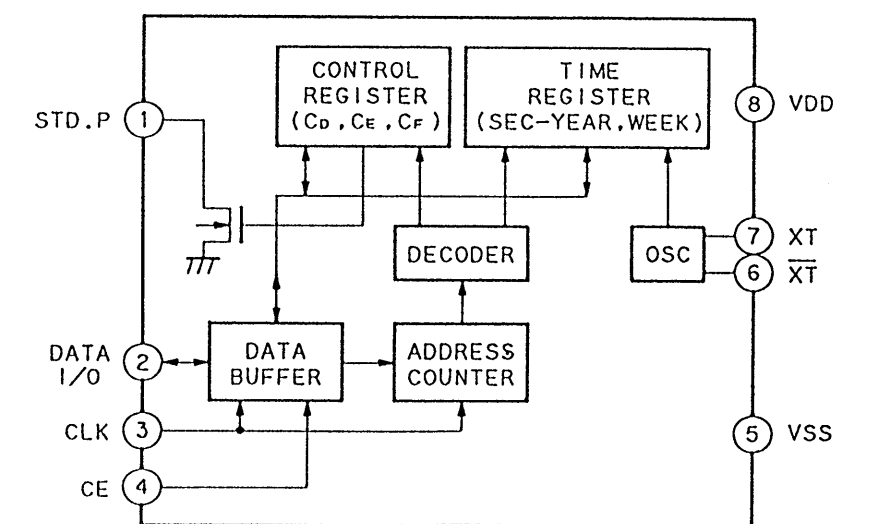 CONTROL
REGISTER
(CD,CE,CF)
TIME
REGISTER
(SEC-YEAR,WEEK)
STD.P
1
8
VDD
7
XT
DECODER
OSC
6
X̅T̅
DATA
I/O
2
DATA
BUFFER
ADDRESS
COUNTER
CLK
3
5
VSS
CE
4